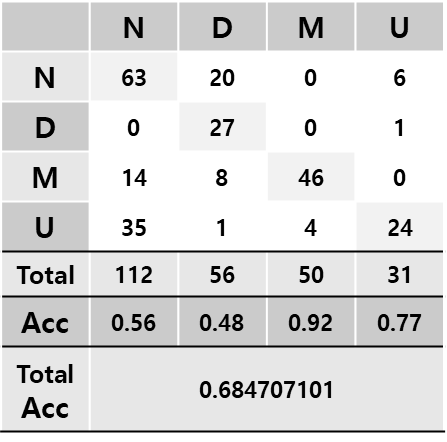 N D M U
N 63 20 0 6
D 0 27 0 1
M 14 8 46 0
U 35 1 4 24
Total 112 56 50 31
Acc 0.56 0.48 0.92 0.77
Total
Acc 0.684707101